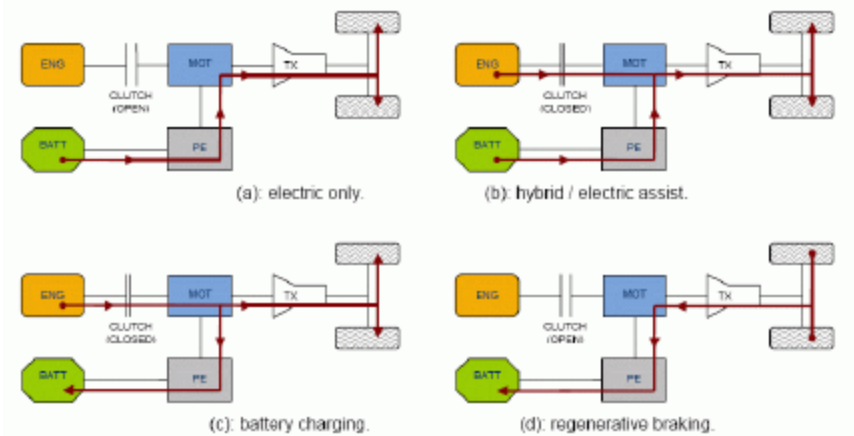 ENG
MOT
TX
CLUTCH
(OPEN)
BATT
PE
(a): electric only.
ENG
MOT
TX
CLUTCH
(CLOSED)
BATT
PE
(b): hybrid / electric assist.
ENG
MOT
TX
CLUTCH
(CLOSED)
BATT
PE
(c): battery charging.
ENG
MOT
TX
CLUTCH
(OPEN)
BATT
PE
(d): regenerative braking.